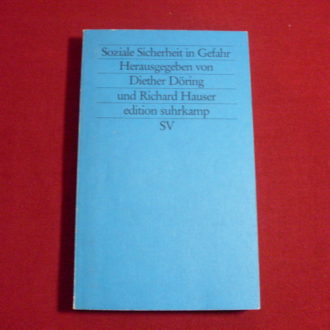 Soziale Sicherheit in Gefahr
Herausgegeben von
Diether Döring
und Richard Hauser
edition suhrkamp
SV